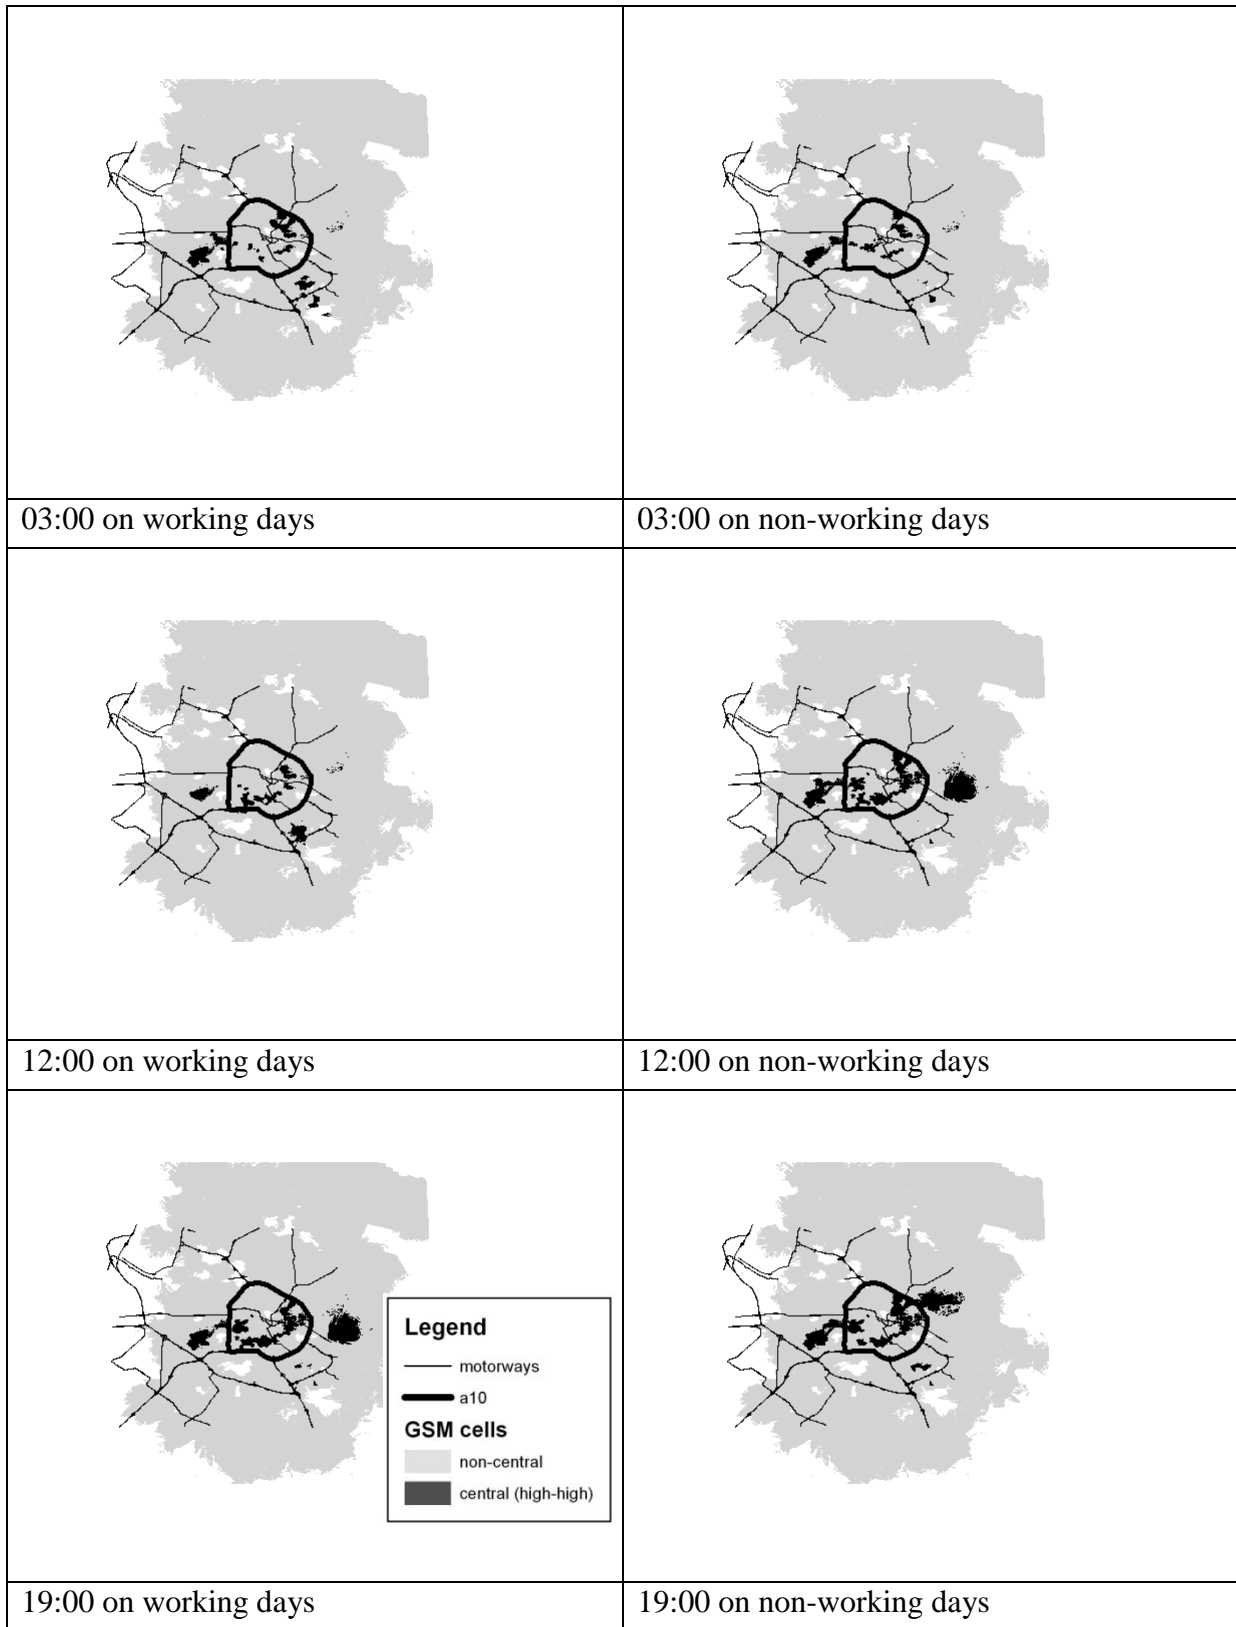 03:00 on working days
03:00 on non-working days
12:00 on working days
12:00 on non-working days
Legend
motorways
a10
GSM cells
non-central
central (high-high)
19:00 on working days
19:00 on non-working days